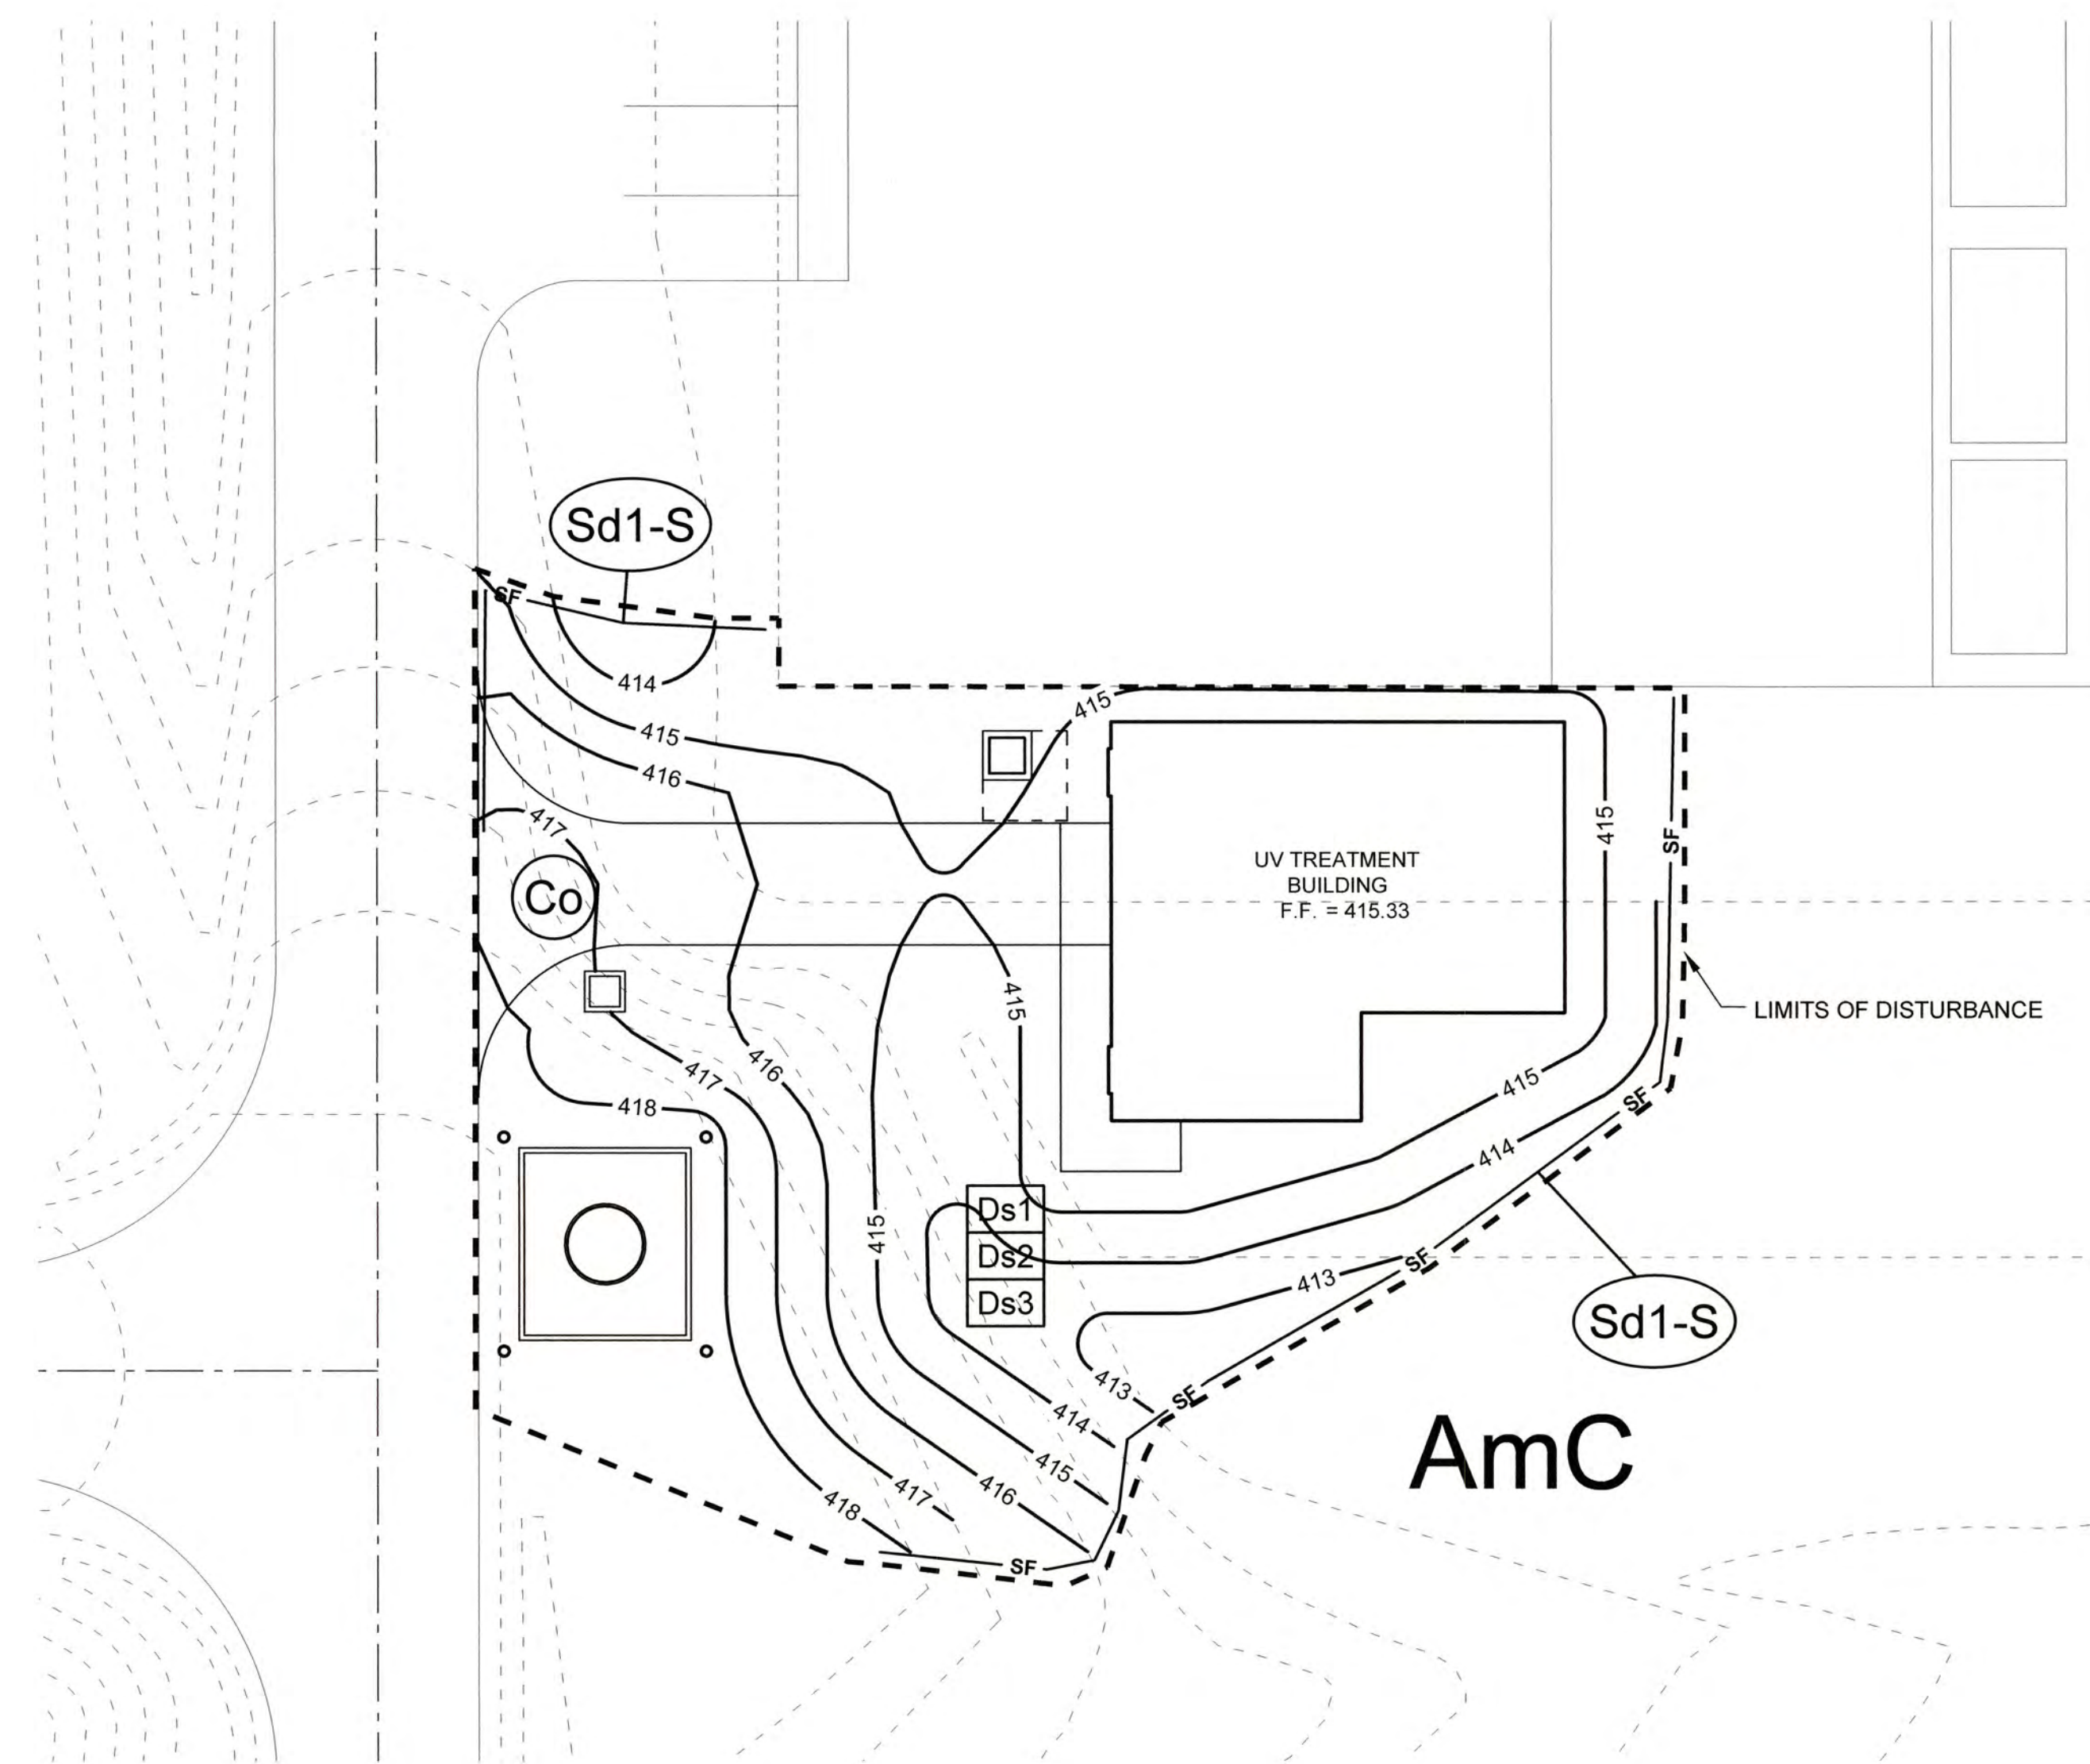 Sd1-S
SF
414
415
415
416
417
415
SF
UV TREATMENT
BUILDING
F.F. = 415.33
Co
415
LIMITS OF DISTURBANCE
416
417
415
SF
418
414
Ds1
415
Ds2
SF
413
Ds3
Sd1-S
413
SF
414
AmC
415
416
417
418
SF